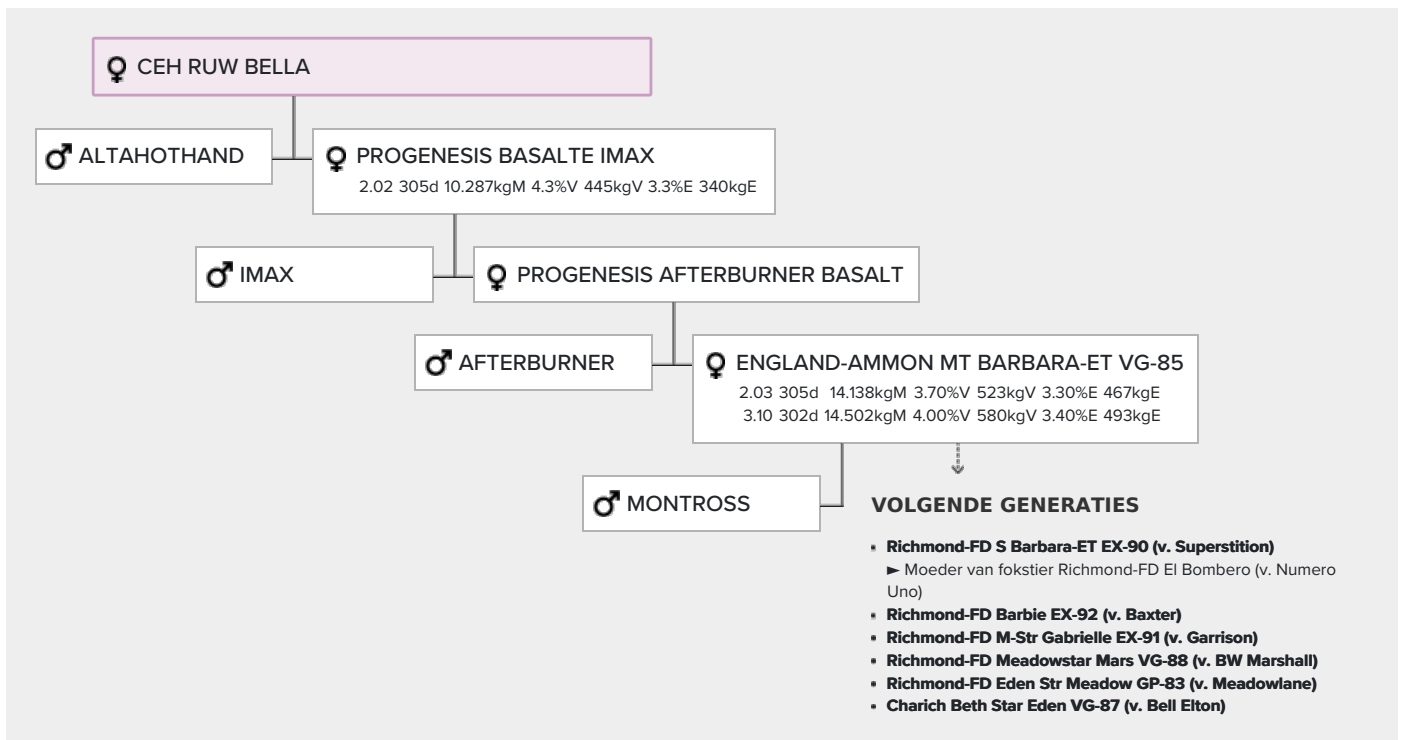 CEH RUW BELLA
ALTAHOTHAND
PROGENESIS BASALTE IMAX
2.02 305d 10.287kgM 4.3%V 445kgV 3.3%E 340kgE
IMAX
PROGENESIS AFTERBURNER BASALT
AFTERBURNER
ENGLAND-AMMON MT BARBARA-ET VG-85
2.03 305d 14.138kgM 3.70%V 523kgV 3.30%E 467kgE
3.10 302d 14.502kgM 4.00%V 580kgV 3.40%E 493kgE
MONTROSS
VOLGENDE GENERATIES
▪ Richmond-FD S Barbara-ET EX-90 (v. Superstition)
► Moeder van fokstier Richmond-FD El Bombero (v. Numero
Uno)
▪ Richmond-FD Barbie EX-92 (v. Baxter)
▪ Richmond-FD M-Str Gabrielle EX-91 (v. Garrison)
▪ Richmond-FD Meadowstar Mars VG-88 (v. BW Marshall)
▪ Richmond-FD Eden Str Meadow GP-83 (v. Meadowlane)
▪ Charich Beth Star Eden VG-87 (v. Bell Elton)